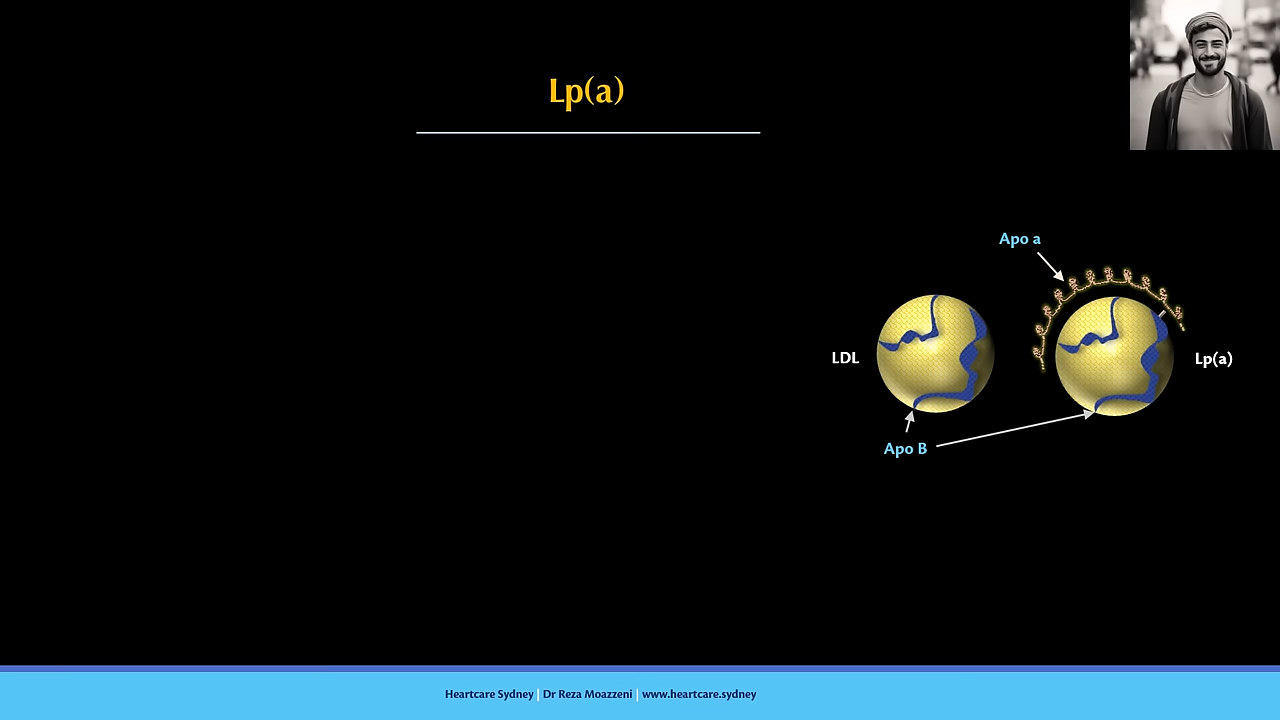 Lp(a)
Apo a
LDL
Lp(a)
Apo B
Heartcare Sydney | Dr Reza Moazzeni | www.heartcare.sydney